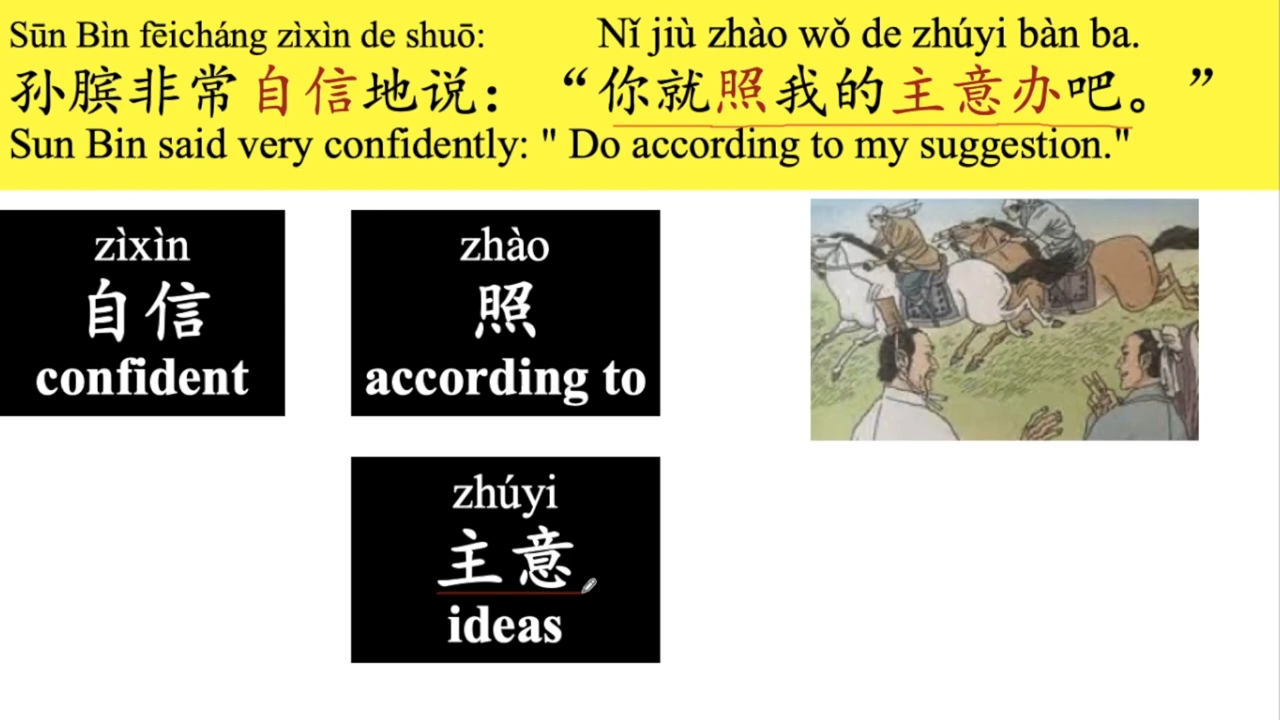 Sūn Bìn fēicháng zìxìn de shuō: Nǐ jiù zhào wǒ de zhúyi bàn ba.
孙膑非常自信地说：“你就照我的主意办吧。”
Sun Bin said very confidently: " Do according to my suggestion."
zìxìn
自信
confident
zhào
照
according to
zhúyi
主意
ideas